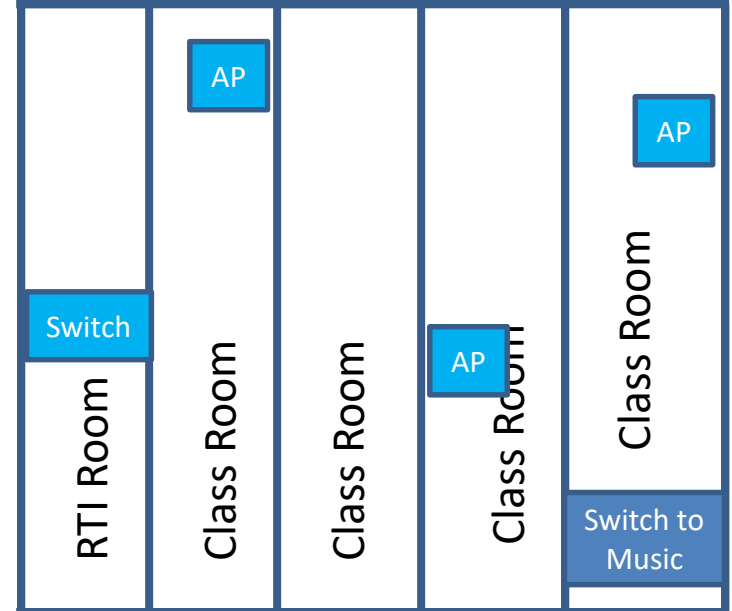 AP
AP
Switch
AP
RTI Room
Class Room
Class Room
Class Room
Class Room
Switch to
Music